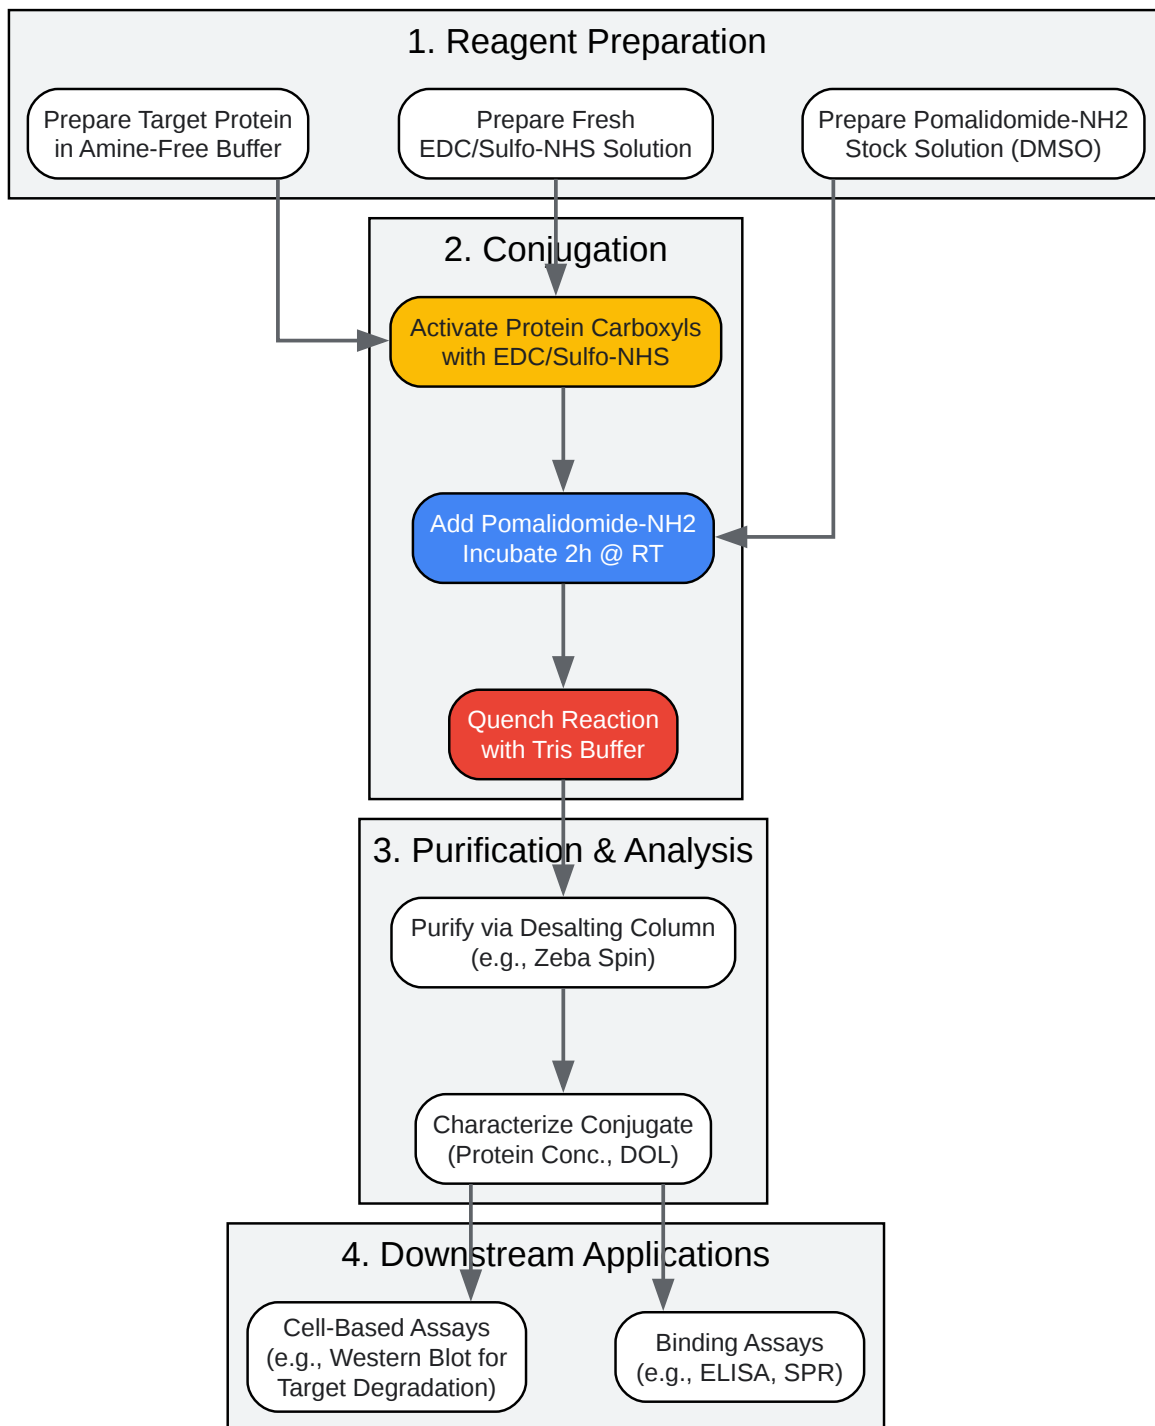 1. Reagent Preparation
Prepare Target Protein
in Amine-Free Buffer
Prepare Fresh
EDC/Sulfo-NHS Solution
Prepare Pomalidomide-NH2
Stock Solution (DMSO)
2. Conjugation
Activate Protein Carboxyls
with EDC/Sulfo-NHS
Add Pomalidomide-NH2
Incubate 2h @ RT
Quench Reaction
with Tris Buffer
3. Purification & Analysis
Purify via Desalting Column
(e.g., Zeba Spin)
Characterize Conjugate
(Protein Conc., DOL)
4. Downstream Applications
Cell-Based Assays
(e.g., Western Blot for
Target Degradation)
Binding Assays
(e.g., ELISA, SPR)